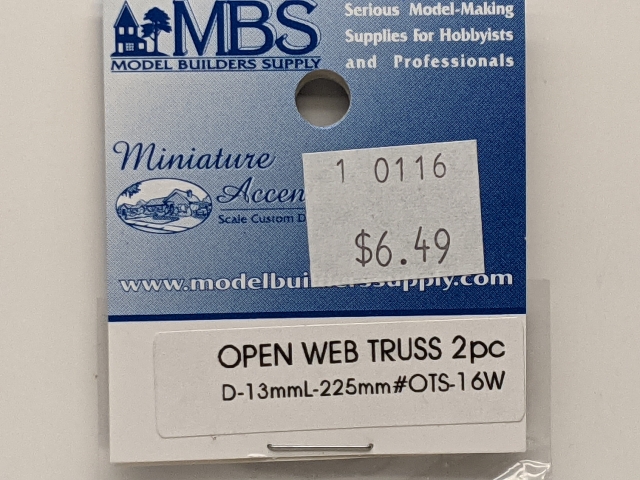 MBS
MODEL BUILDERS SUPPLY
Serious Model-Making
Supplies for Hobbyists
and Professionals
Miniature
Scale Custom
1 0116
$6.49
OPEN WEB TRUSS 2pc
D-13mmL-225mm#OTS-16W